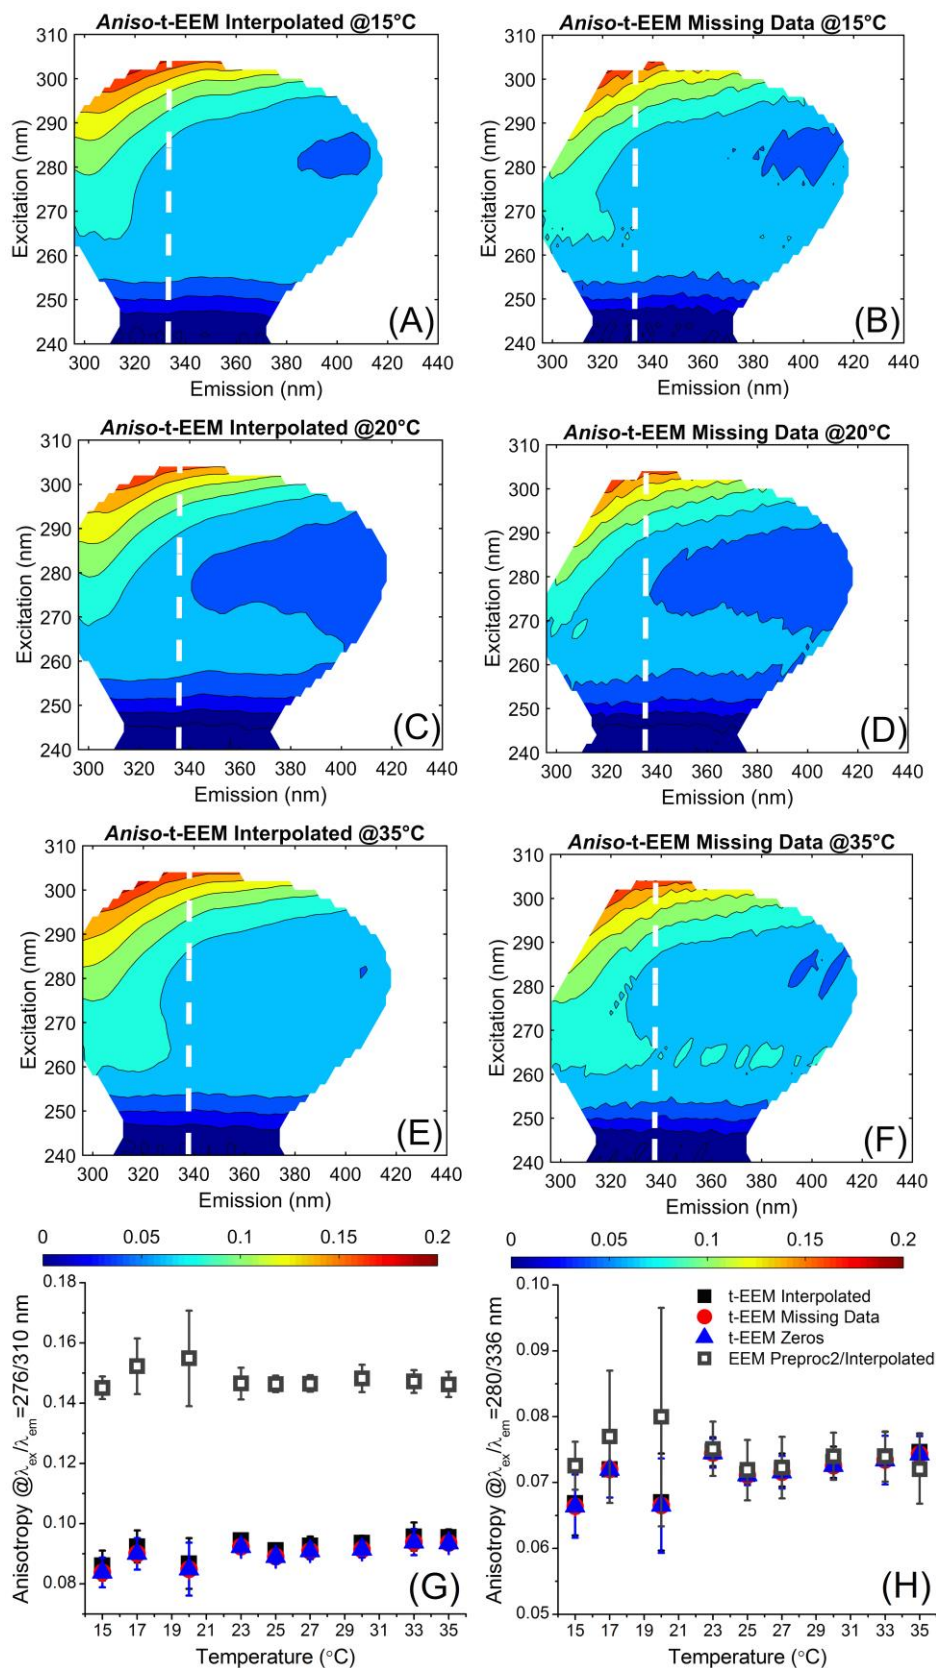 Aniso-t-EEM Interpolated @15°C
310
300
290
280
270
260
250
240
Excitation (nm)
300 320 340 360 380 400 420 440
Emission (nm)
(A)
Aniso-t-EEM Missing Data @15°C
310
300
290
280
270
260
250
240
Excitation (nm)
300 320 340 360 380 400 420 440
Emission (nm)
(B)
Aniso-t-EEM Interpolated @20°C
310
300
290
280
270
260
250
240
Excitation (nm)
300 320 340 360 380 400 420 440
Emission (nm)
(C)
Aniso-t-EEM Missing Data @20°C
310
300
290
280
270
260
250
240
Excitation (nm)
300 320 340 360 380 400 420 440
Emission (nm)
(D)
Aniso-t-EEM Interpolated @35°C
310
300
290
280
270
260
250
240
Excitation (nm)
300 320 340 360 380 400 420 440
Emission (nm)
(E)
Aniso-t-EEM Missing Data @35°C
310
300
290
280
270
260
250
240
Excitation (nm)
300 320 340 360 380 400 420 440
Emission (nm)
(F)
0 0.05 0.1 0.15 0.2
0.18
0.16
0.14
0.12
0.10
0.08
Anisotropy @λex/λem=276/310 nm
15 17 19 21 23 25 27 29 31 33 35
Temperature (°C)
(G)
0 0.05 0.1 0.15 0.2
0.10
0.09
0.08
0.07
0.06
0.05
Anisotropy @λex/λem=280/336 nm
t-EEM Interpolated
t-EEM Missing Data
t-EEM Zeros
EEM Preproc2/Interpolated
15 17 19 21 23 25 27 29 31 33 35
Temperature (°C)
(H)